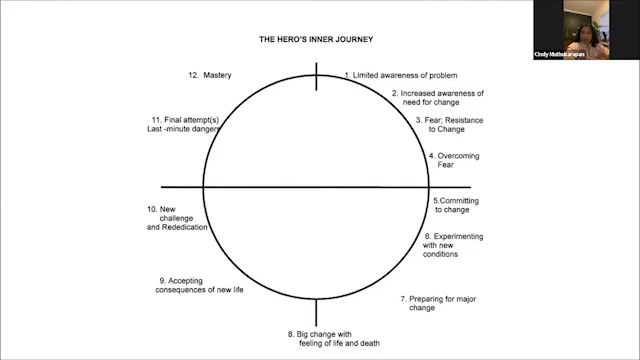 THE HERO'S INNER JOURNEY
12. Mastery
1. Limited awareness of problem
2. Increased awareness of
need for change
11. Final attempt(s)
Last -minute dangers
3. Fear; Resistance
to Change
4. Overcoming
Fear
10. New
challenge
and Rededication
5.Committing
to change
6. Experimenting
with new
conditions
9. Accepting
consequences of new life
7. Preparing for major
change
8. Big change with
feeling of life and death
Cindy Muthukarapan